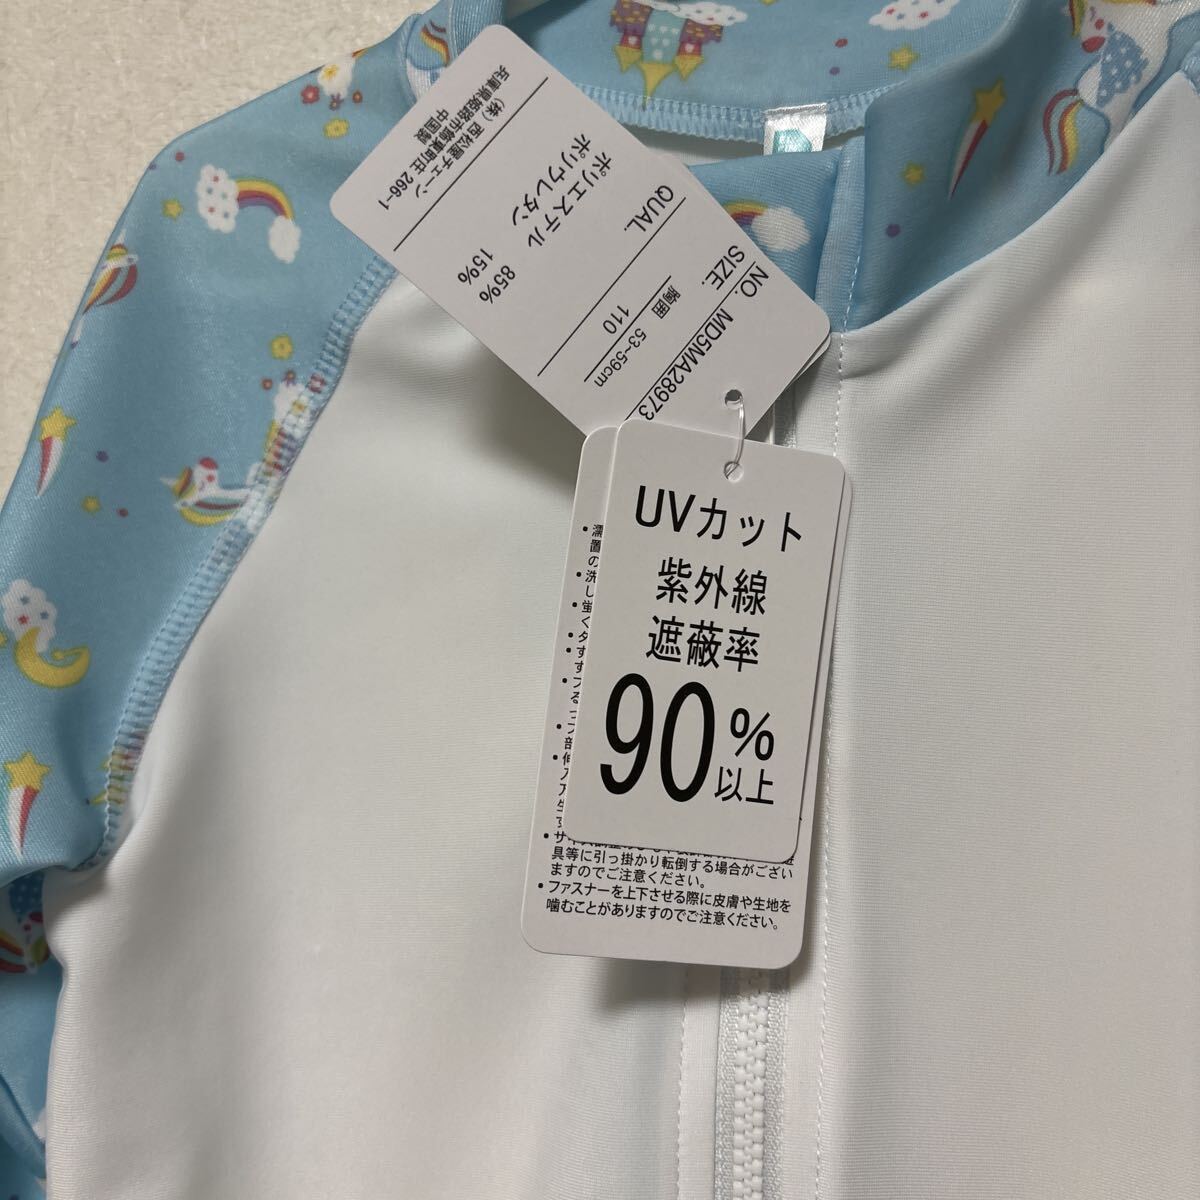 NO. MD5MA28973
SIZE. 110
胸囲 53~59cm
QUAL.
ポリエステル 85%
ポリウレタン 15%
(株)西松屋チェーン
兵庫県姫路市飾東町庄 266-1
中国製
UVカット
紫外線
遮蔽率
90%
以上
具等に引っ掛かり転倒する場合がござい
ますのでご注意ください。
・ファスナーを上下させる際に皮膚や生地を
噛むことがありますのでご注意ください。